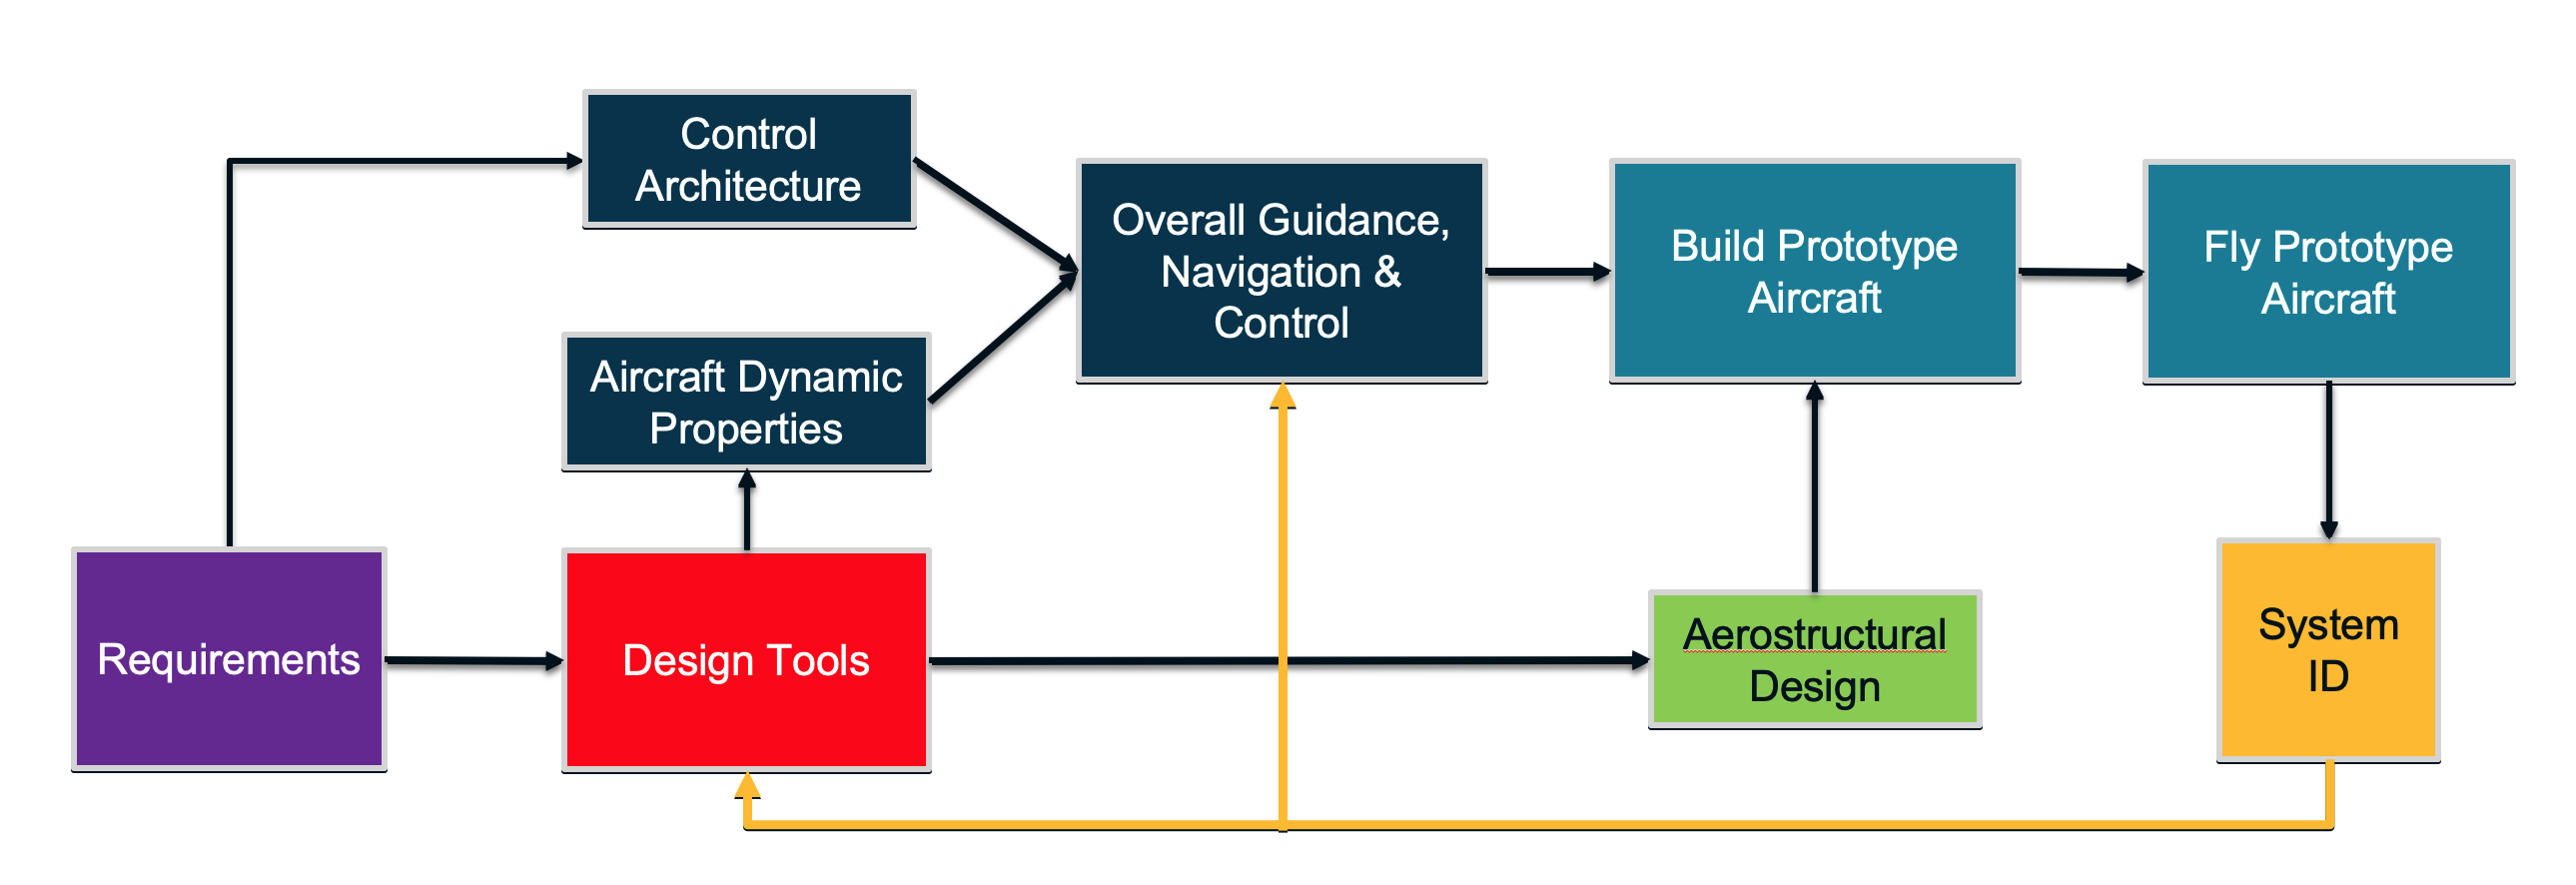 Control
Architecture
Overall Guidance,
Navigation &
Control
Build Prototype
Aircraft
Fly Prototype
Aircraft
Aircraft Dynamic
Properties
Requirements
Design Tools
Aerostructural
Design
System
ID